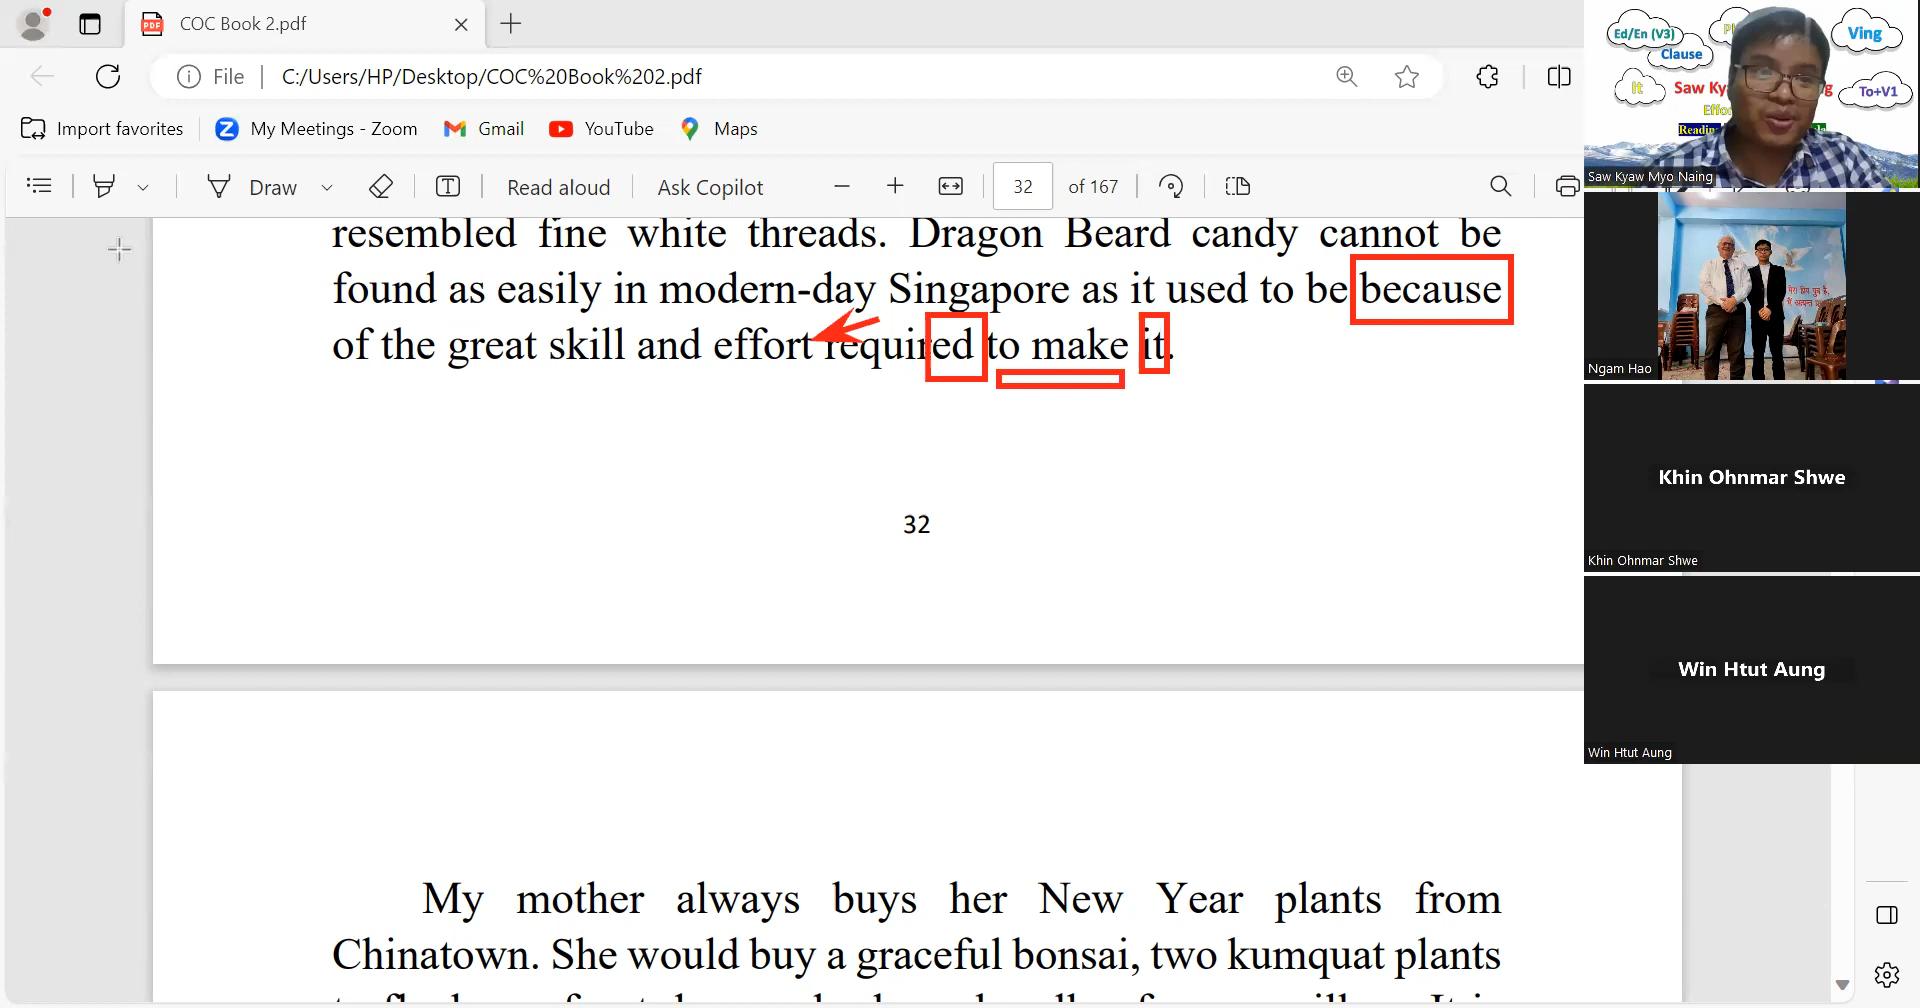 COC Book 2.pdf
File
C:/Users/HP/Desktop/COC%20Book%202.pdf
Import favorites
My Meetings - Zoom
Gmail
YouTube
Maps
Draw
Read aloud
Ask Copilot
32
of 167
resembled fine white threads. Dragon Beard candy cannot be
found as easily in modern-day Singapore as it used to be because
of the great skill and effort required to make it.
32
My mother always buys her New Year plants from
Chinatown. She would buy a graceful bonsai, two kumquat plants
Ed/En (V3)
Clause
Ving
It
To+V1
Saw Kyaw Myo Naing
Ngam Hao
Khin Ohnmar Shwe
Khin Ohnmar Shwe
Win Htut Aung
Win Htut Aung